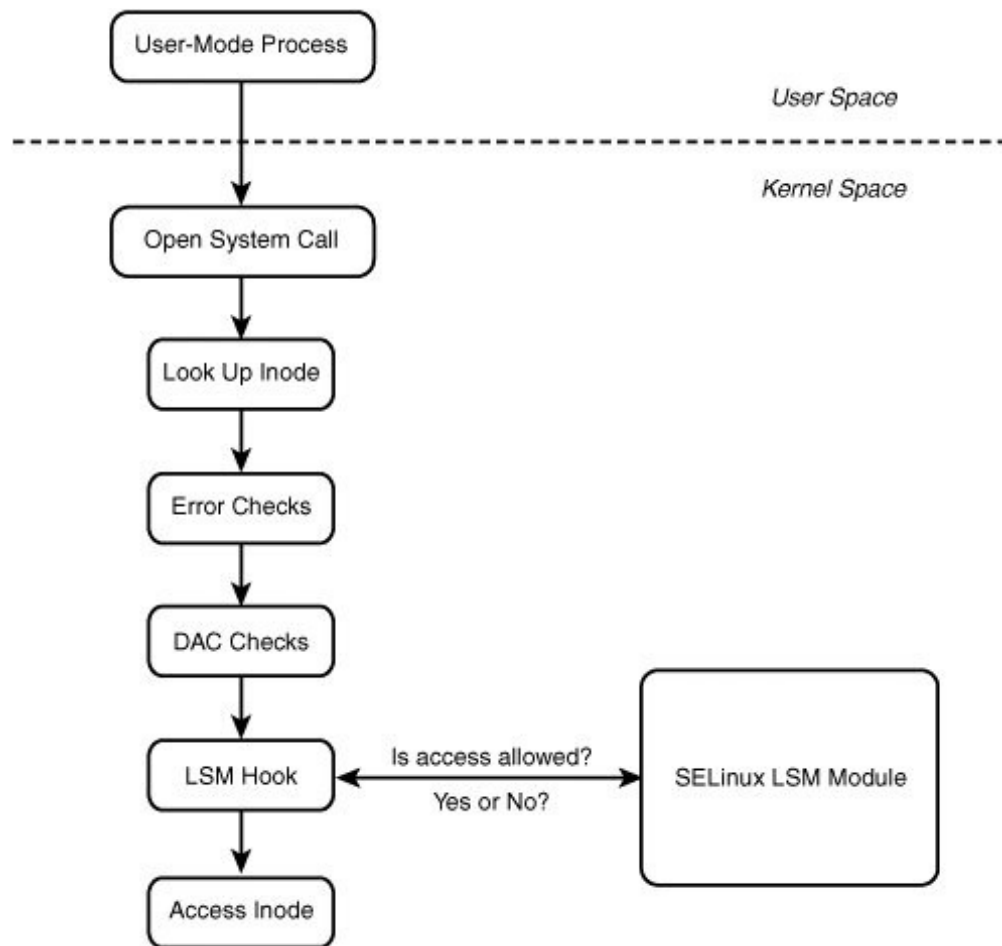 User-Mode Process
User Space
Kernel Space
Open System Call
Look Up Inode
Error Checks
DAC Checks
LSM Hook
Is access allowed?
Yes or No?
SELinux LSM Module
Access Inode